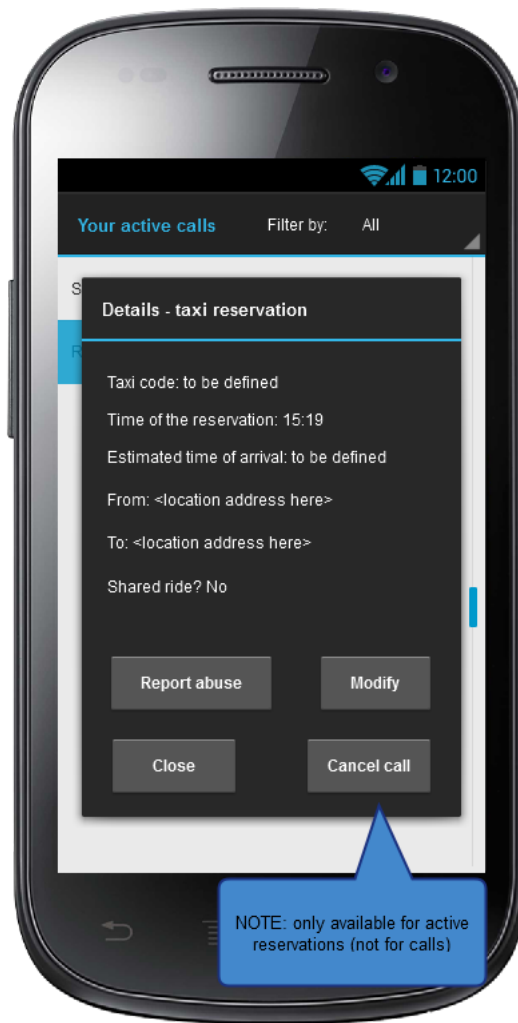 12:00
Your active calls Filter by: All
S
Details - taxi reservation
R
Taxi code: to be defined
Time of the reservation: 15:19
Estimated time of arrival: to be defined
From: <location address here>
To: <location address here>
Shared ride? No
Report abuse Modify
Close Cancel call
NOTE: only available for active
reservations (not for calls)